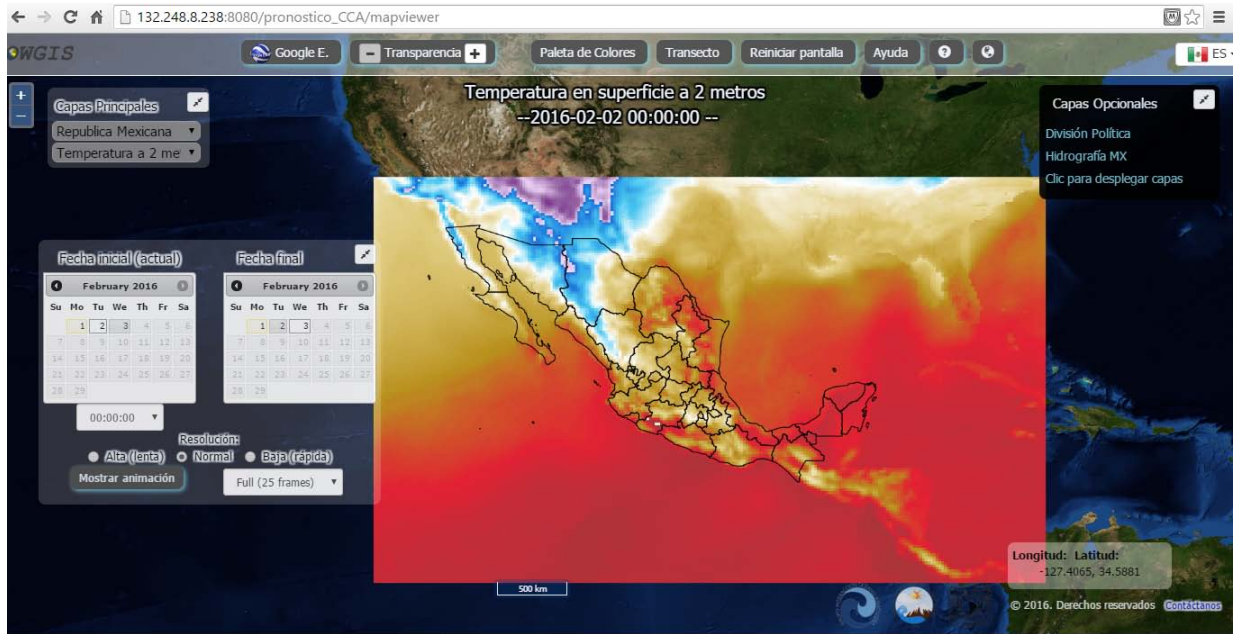 132.248.8.238:8080/pronostico_CCA/mapviewer
OWGIS
Google E.
Transparencia
Paleta de Colores
Transecto
Reiniciar pantalla
Ayuda
?
ES
+
−
Capas Principales
Republica Mexicana
Temperatura a 2 me
Temperatura en superficie a 2 metros
--2016-02-02 00:00:00 --
Capas Opcionales
División Política
Hidrografía MX
Clic para desplegar capas
Fecha inicial (actual)
February 2016
Su Mo Tu We Th Fr Sa
1 2 3 4 5 6
7 8 9 10 11 12 13
14 15 16 17 18 19 20
21 22 23 24 25 26 27
28 29
Fecha final
February 2016
Su Mo Tu We Th Fr Sa
1 2 3 4 5 6
7 8 9 10 11 12 13
14 15 16 17 18 19 20
21 22 23 24 25 26 27
28 29
00:00:00
Resolución:
Alta (lenta) Normal Baja (rápida)
Mostrar animación
Full (25 frames)
500 km
Longitud: Latitud:
-127.4065, 34.5881
© 2016. Derechos reservados Contáctanos